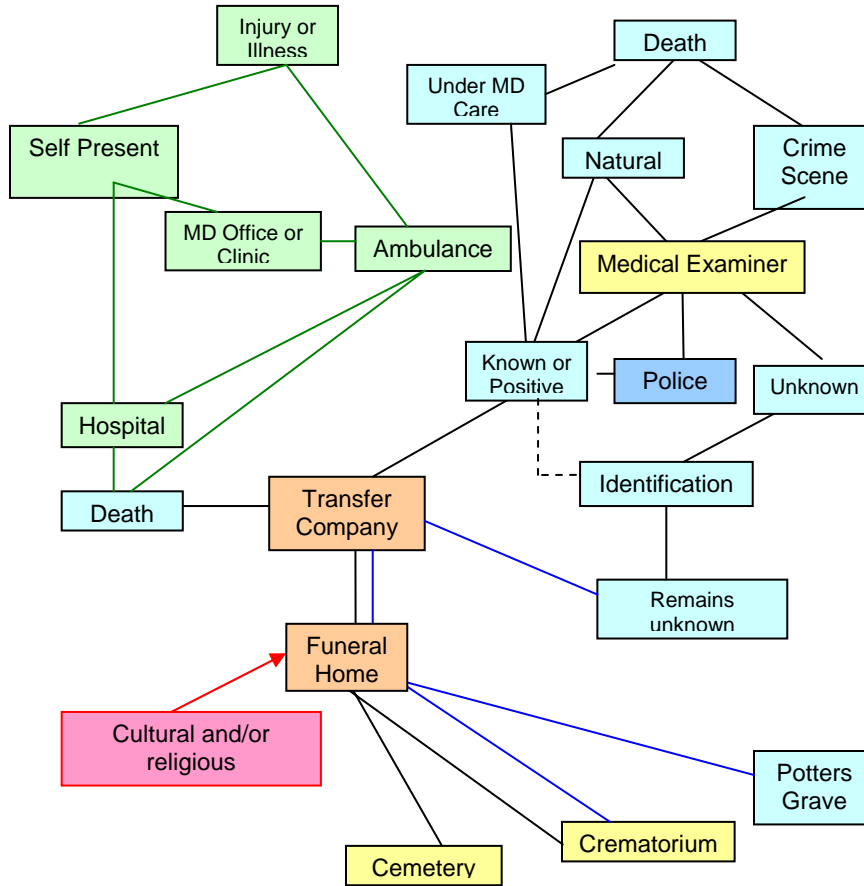 Injury or
Illness
Death
Under MD
Care
Self Present
Natural
Crime
Scene
MD Office or
Clinic
Ambulance
Medical Examiner
Known or
Positive
Police
Unknown
Hospital
Identification
Death
Transfer
Company
Remains
unknown
Funeral
Home
Cultural and/or
religious
Potters
Grave
Crematorium
Cemetery